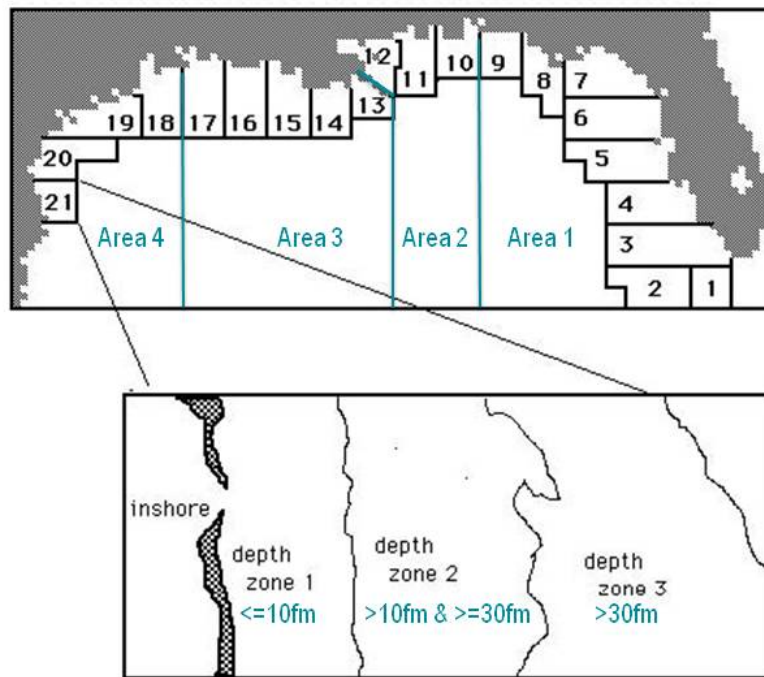 12
10
9
11
8
7
13
6
19
18
17
16
15
14
20
5
21
4
Area 4
Area 3
Area 2
Area 1
3
2
1
inshore
depth
zone 1
<=10fm
depth
zone 2
>10fm & >=30fm
depth
zone 3
>30fm